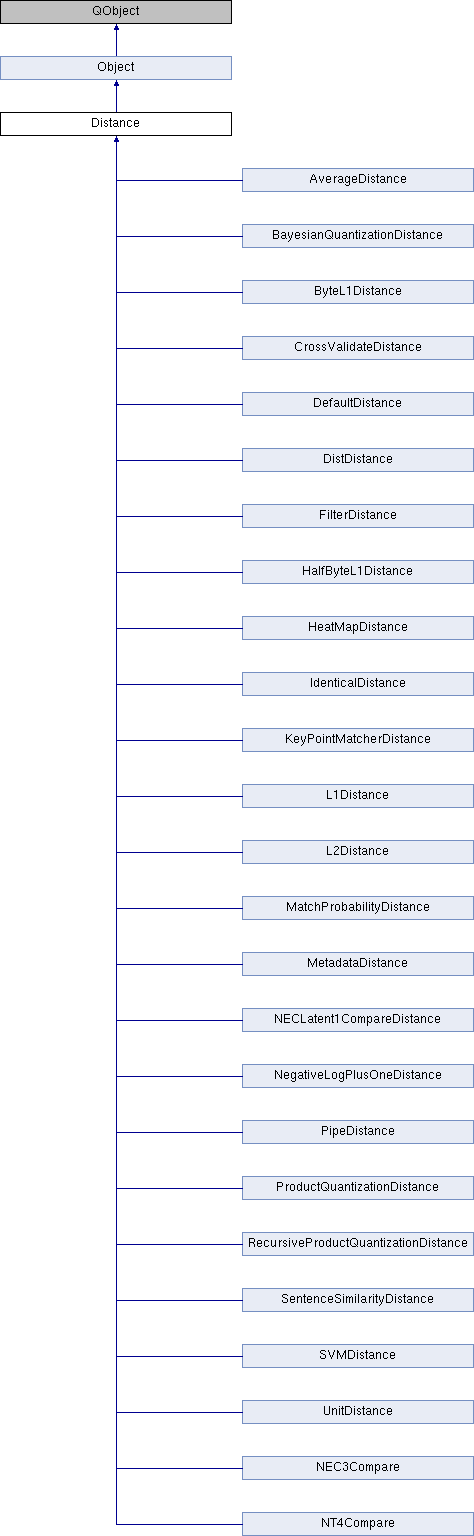 QObject
Object
Distance
AverageDistance
BayesianQuantizationDistance
ByteL1Distance
CrossValidateDistance
DefaultDistance
DistDistance
FilterDistance
HalfByteL1Distance
HeatMapDistance
IdenticalDistance
KeyPointMatcherDistance
L1Distance
L2Distance
MatchProbabilityDistance
MetadataDistance
NECLatent1CompareDistance
NegativeLogPlusOneDistance
PipeDistance
ProductQuantizationDistance
RecursiveProductQuantizationDistance
SentenceSimilarityDistance
SVMDistance
UnitDistance
NEC3Compare
NT4Compare